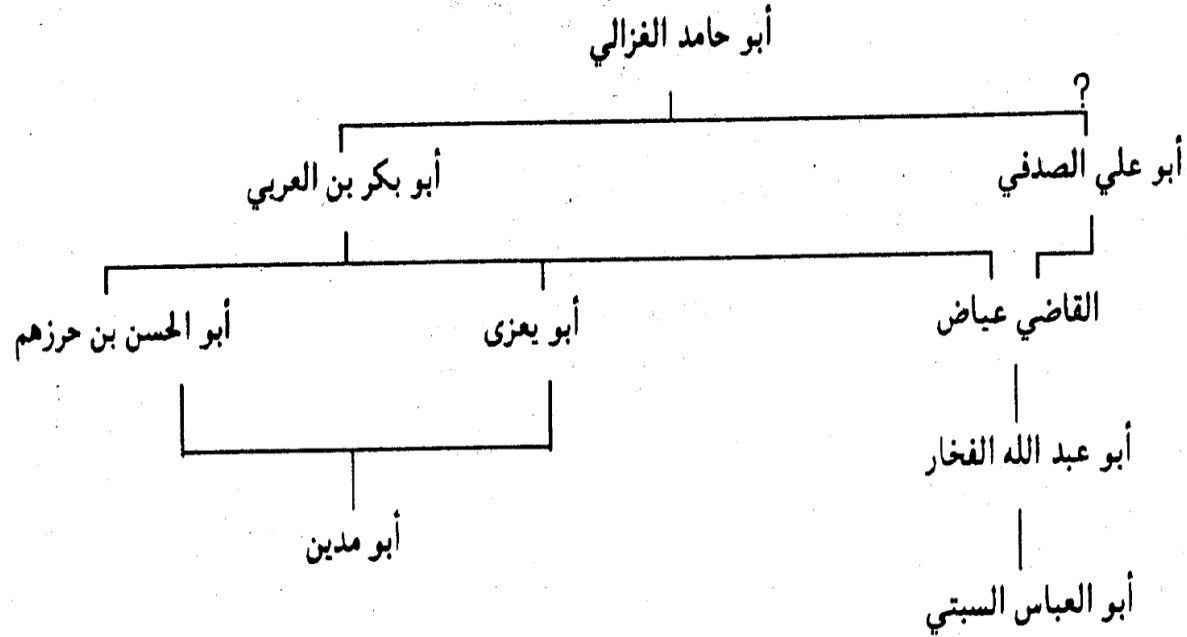 أبو حامد الغزالي
?
أبو علي الصدفي
أبو بكر بن العربي
القاضي عياض
أبو يعزى
أبو الحسن بن حرزهم
أبو عبد الله الفخار
أبو مدين
أبو العباس السبتي